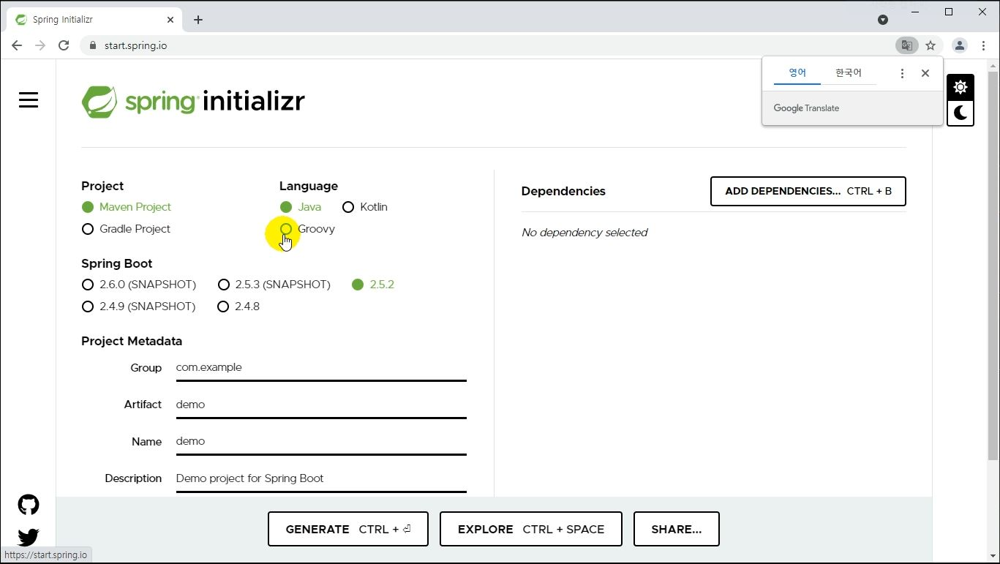 Spring Initializr
start.spring.io
영어 한국어
Google Translate
spring initializr
Project
Maven Project
Gradle Project
Language
Java Kotlin
Groovy
Spring Boot
2.6.0 (SNAPSHOT) 2.5.3 (SNAPSHOT) 2.5.2
2.4.9 (SNAPSHOT) 2.4.8
Project Metadata
Group com.example
Artifact demo
Name demo
Description Demo project for Spring Boot
Dependencies
ADD DEPENDENCIES... CTRL + B
No dependency selected
GENERATE CTRL + ⏎
EXPLORE CTRL + SPACE
SHARE...
https://start.spring.io